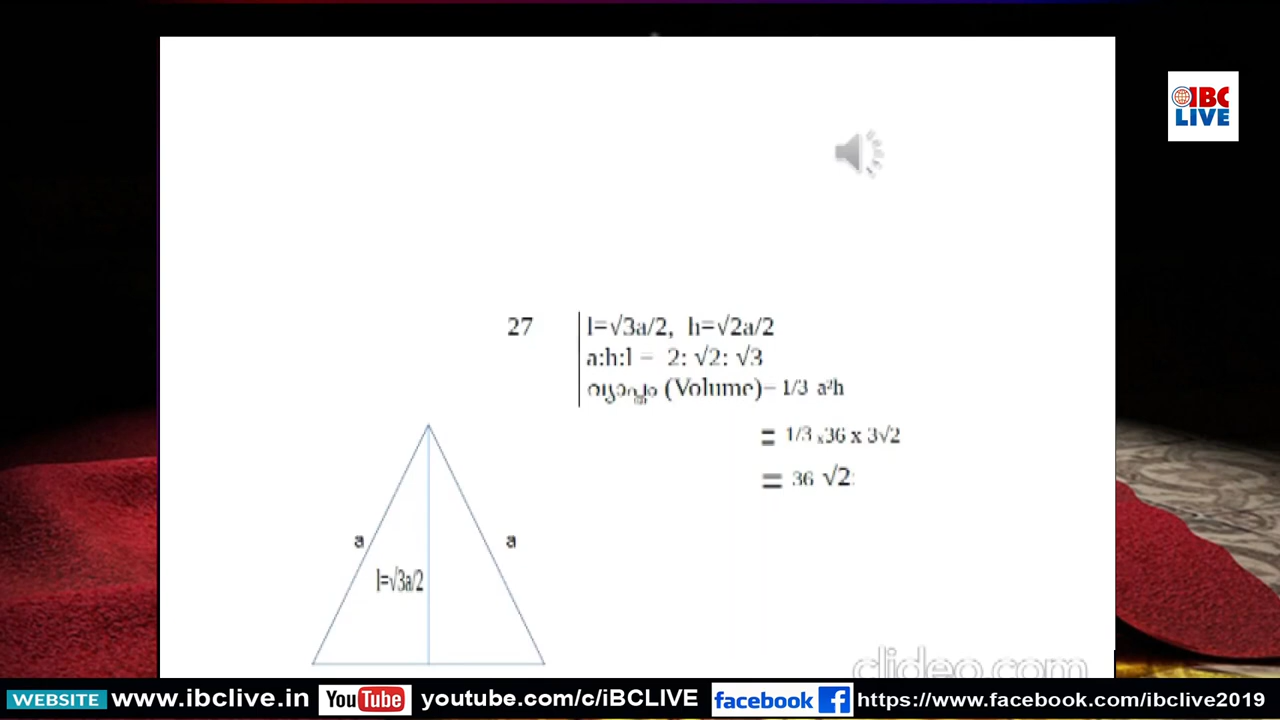 IBC
LIVE
27
l=√3a/2, h=√2a/2
a:h:l = 2: √2: √3
വ്യാപ്തം (Volume)= 1/3 a²h
= 1/3 x36 x 3√2
= 36 √2
a
a
l=√3a/2
clideo.com
WEBSITE www.ibclive.in YouTube youtube.com/c/iBCLIVE facebook f https://www.facebook.com/ibclive2019